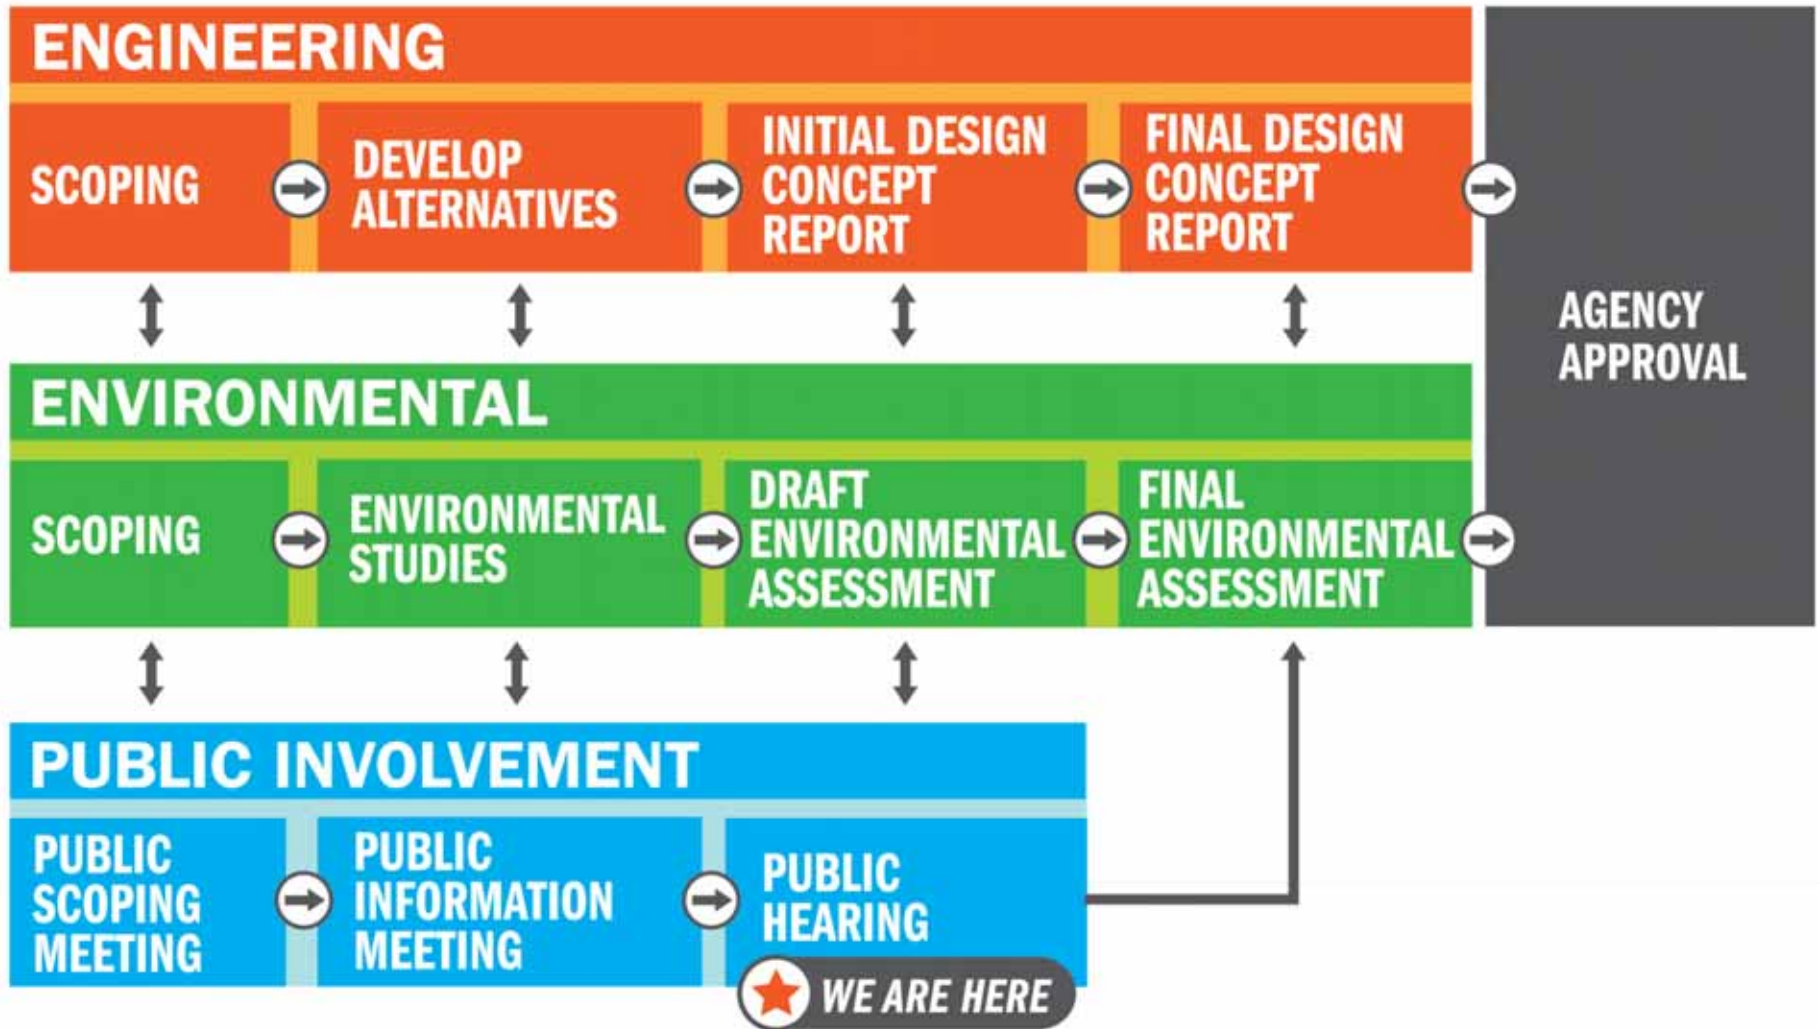 ENGINEERING
SCOPING
DEVELOP
ALTERNATIVES
INITIAL DESIGN
CONCEPT
REPORT
FINAL DESIGN
CONCEPT
REPORT
AGENCY
APPROVAL
ENVIRONMENTAL
SCOPING
ENVIRONMENTAL
STUDIES
DRAFT
ENVIRONMENTAL
ASSESSMENT
FINAL
ENVIRONMENTAL
ASSESSMENT
PUBLIC INVOLVEMENT
PUBLIC
SCOPING
MEETING
PUBLIC
INFORMATION
MEETING
PUBLIC
HEARING
WE ARE HERE